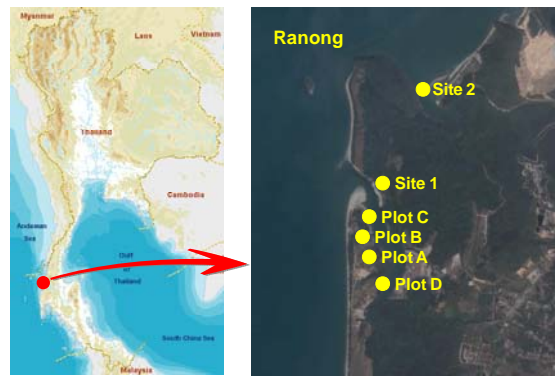 Myanmar
Laos
Vietnam
Thailand
Cambodia
Andaman
Sea
Gulf
of
Thailand
South China Sea
Malaysia
Ranong
Site 2
Site 1
Plot C
Plot B
Plot A
Plot D